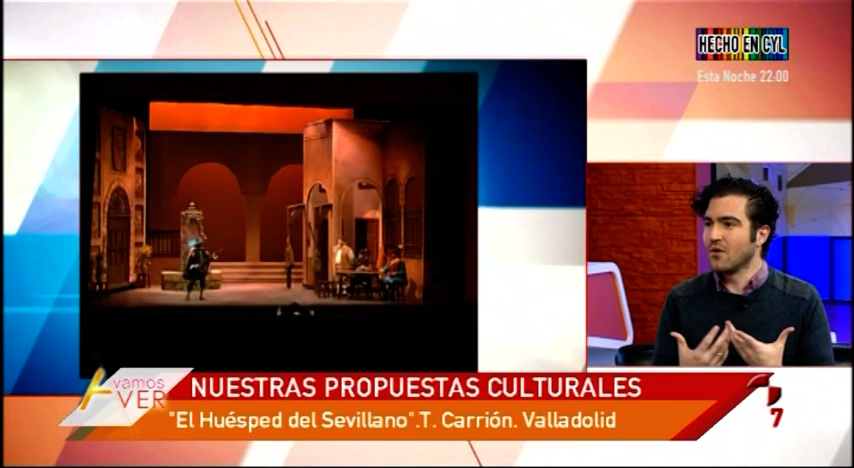 HECHO EN CYL
Esta Noche 22:00
vamos
A VER
NUESTRAS PROPUESTAS CULTURALES
"El Huésped del Sevillano".T. Carrión. Valladolid
7